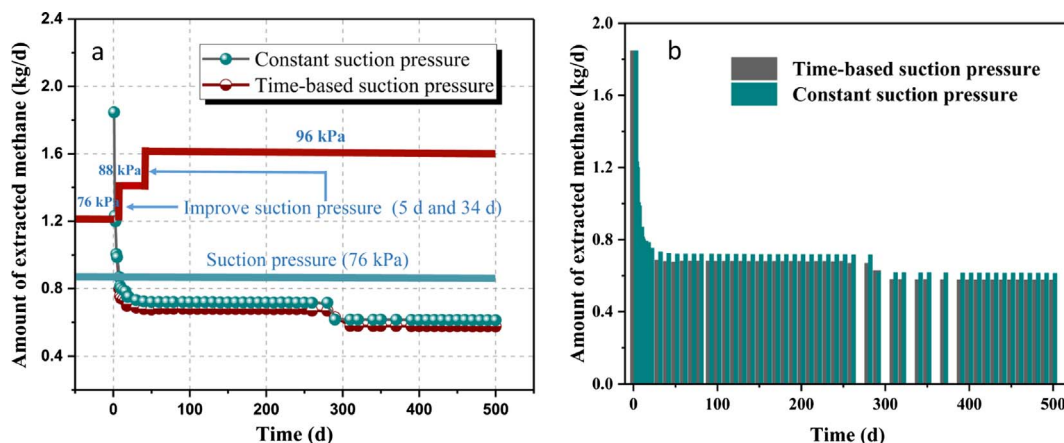 a
Constant suction pressure
Time-based suction pressure
96 kPa
88 kPa
76 kPa
Improve suction pressure (5 d and 34 d)
Suction pressure (76 kPa)
Amount of extracted methane (kg/d)
2.4
2.0
1.6
1.2
0.8
0.4
0
100
200
300
400
500
Time (d)
b
Time-based suction pressure
Constant suction pressure
Amount of extracted methane (kg/d)
2.0
1.6
1.2
0.8
0.4
0.0
0
100
200
300
400
500
Time (d)